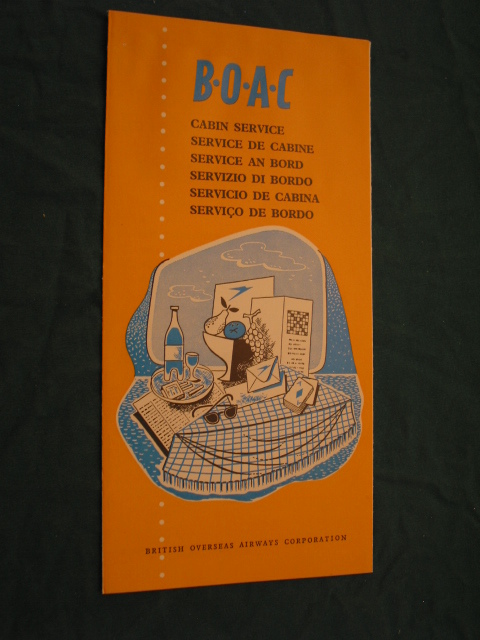 B·O·A·C
CABIN SERVICE
SERVICE DE CABINE
SERVICE AN BORD
SERVIZIO DI BORDO
SERVICIO DE CABINA
SERVIÇO DE BORDO
BRITISH OVERSEAS AIRWAYS CORPORATION